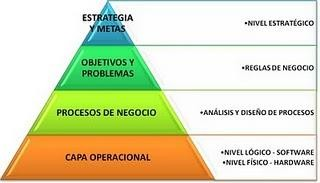 ESTRATEGIA
Y METAS
•NIVEL ESTRATÉGICO
OBJETIVOS Y
PROBLEMAS
•REGLAS DE NEGOCIO
PROCESOS DE NEGOCIO
•ANÁLISIS Y DISEÑO DE PROCESOS
CAPA OPERACIONAL
•NIVEL LÓGICO - SOFTWARE
•NIVEL FÍSICO - HARDWARE